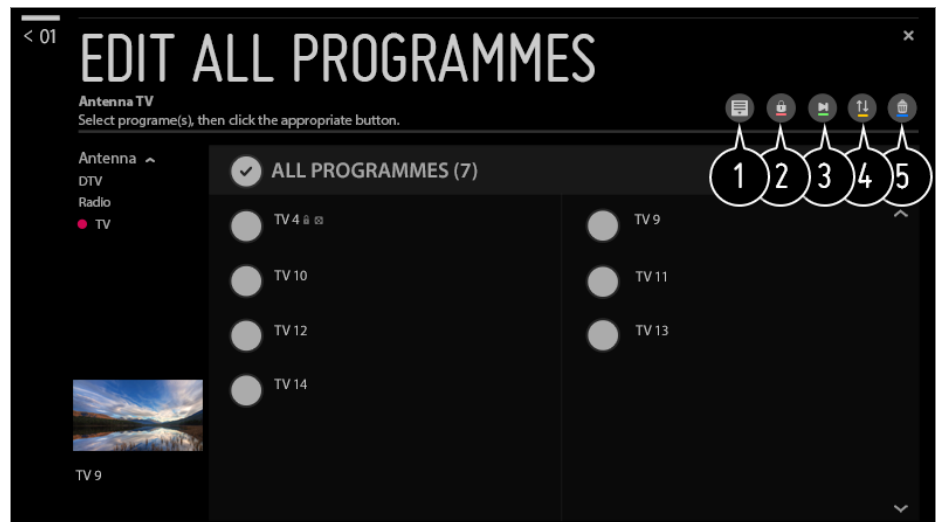 < 01
EDIT ALL PROGRAMMES
×
Antenna TV
Select programe(s), then click the appropriate button.
1 2 3 4 5
Antenna
DTV
Radio
TV
ALL PROGRAMMES (7)
TV 4
TV 9
TV 10
TV 11
TV 12
TV 13
TV 14
TV 9